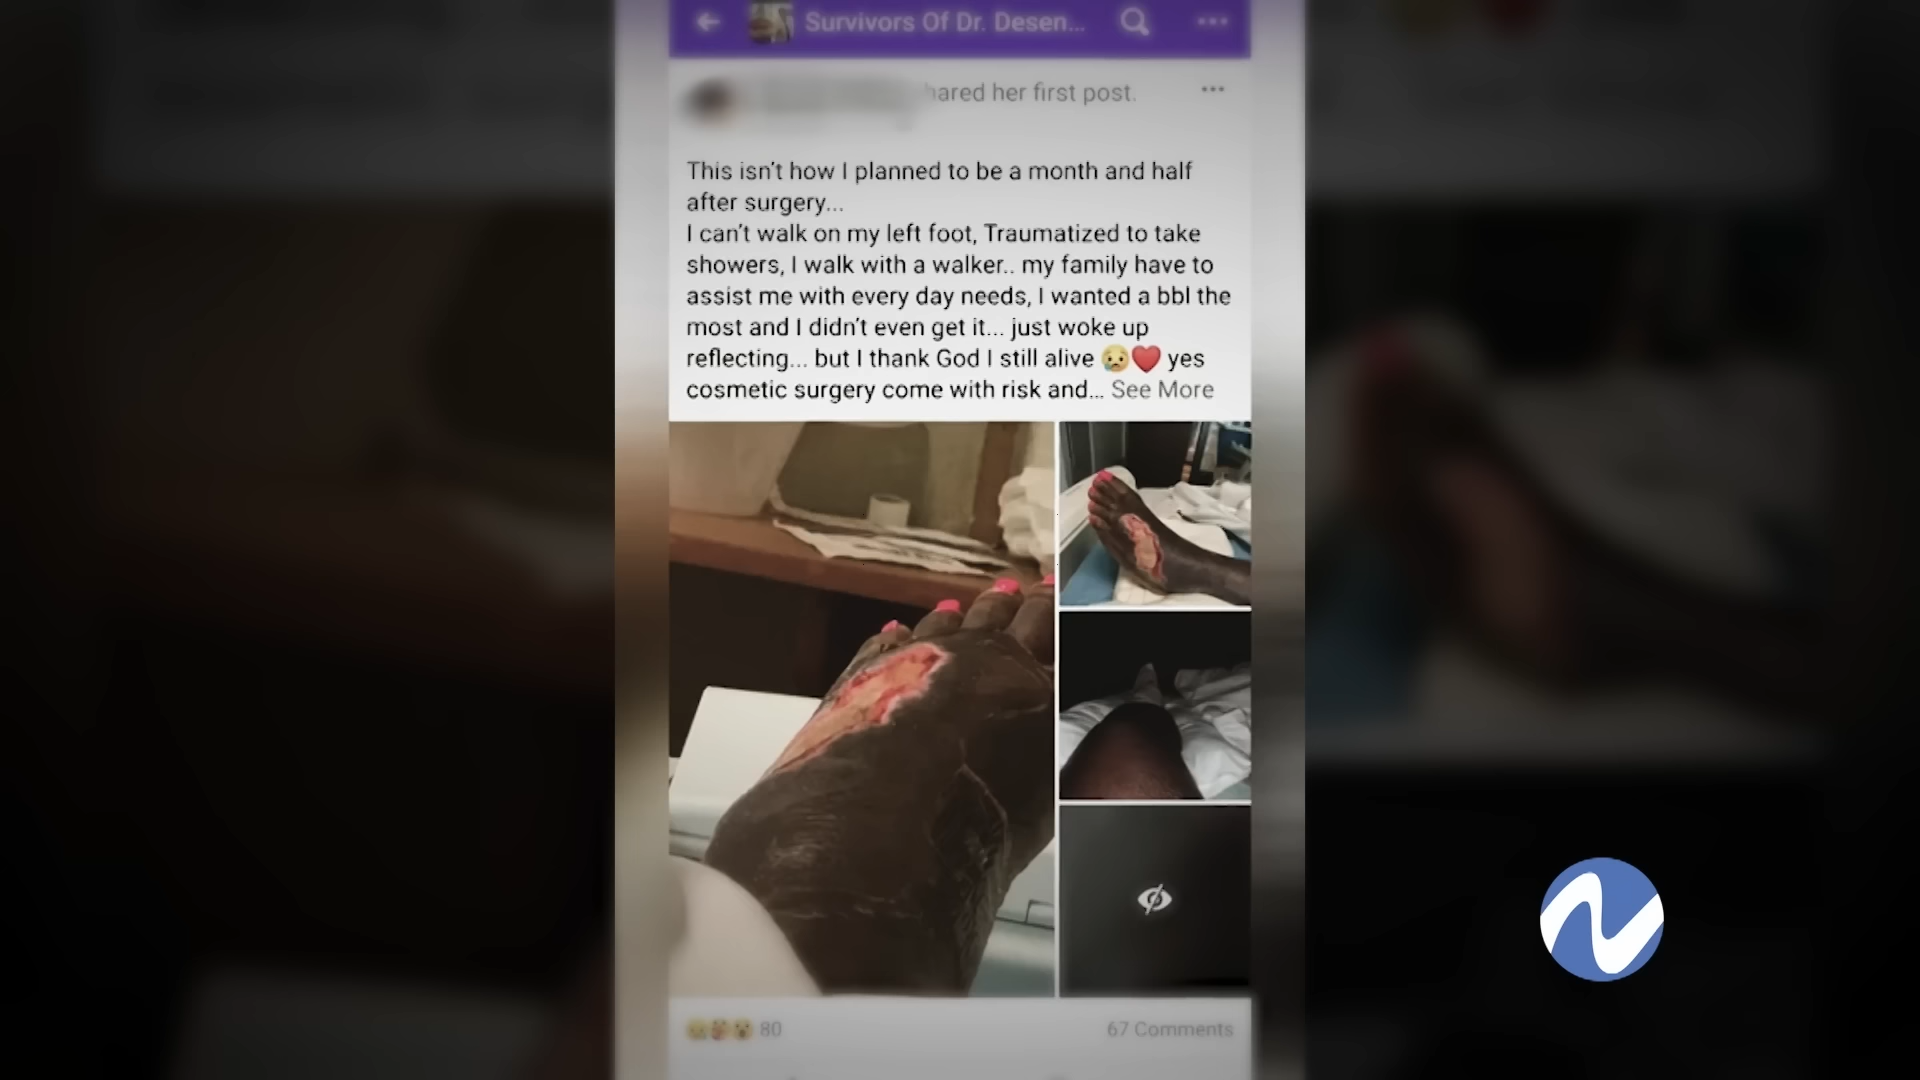 Survivors Of Dr. Desen...
hared her first post.
This isn't how I planned to be a month and half
after surgery...
I can't walk on my left foot, Traumatized to take
showers, I walk with a walker.. my family have to
assist me with every day needs, I wanted a bbl the
most and I didn't even get it... just woke up
reflecting... but I thank God I still alive 😢❤️ yes
cosmetic surgery come with risk and... See More
80
67 Comments